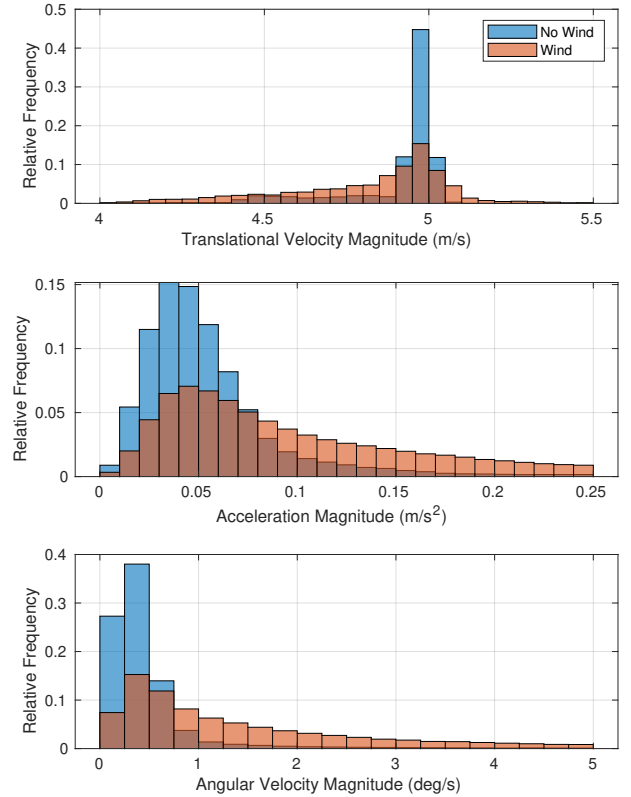 0.5
0.4
0.3
0.2
0.1
0
Relative Frequency
No Wind
Wind
4 4.5 5 5.5
Translational Velocity Magnitude (m/s)
0.15
0.1
0.05
0
Relative Frequency
0 0.05 0.1 0.15 0.2 0.25
Acceleration Magnitude (m/s²)
0.4
0.3
0.2
0.1
0
Relative Frequency
0 1 2 3 4 5
Angular Velocity Magnitude (deg/s)